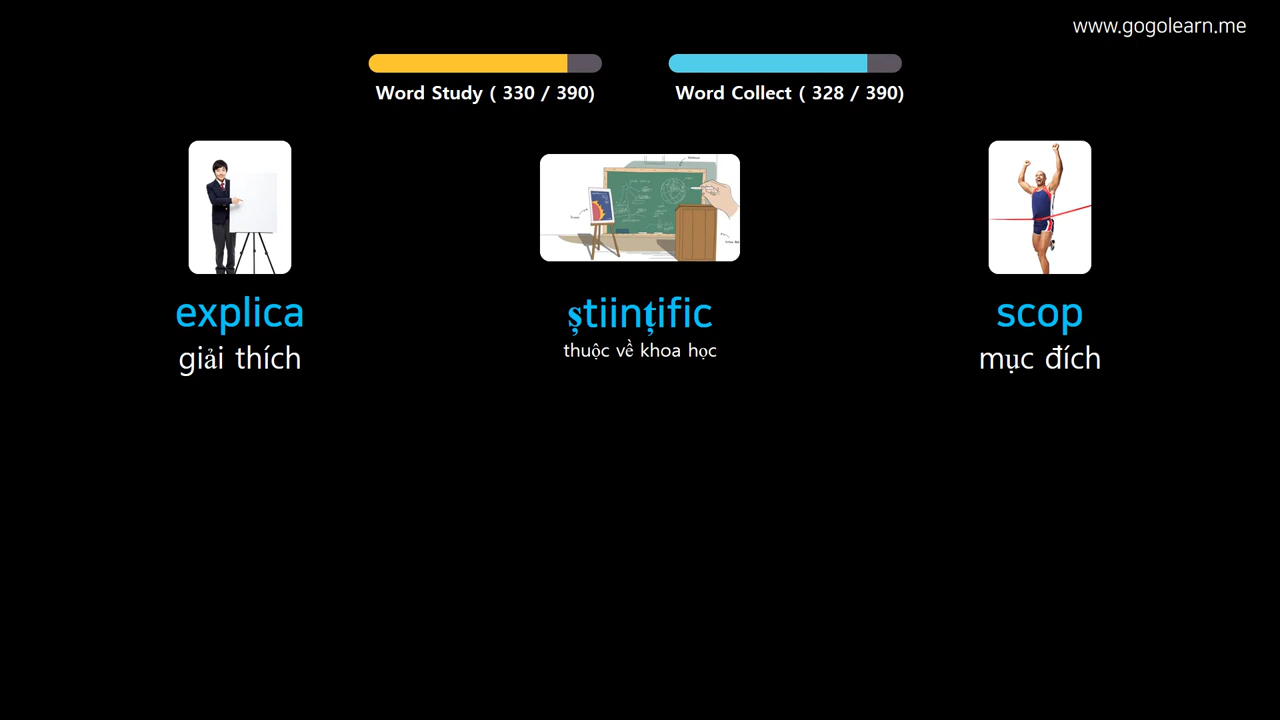 www.gogolearn.me
Word Study ( 330 / 390)
Word Collect ( 328 / 390)
explica
giải thích
științific
thuộc về khoa học
scop
mục đích